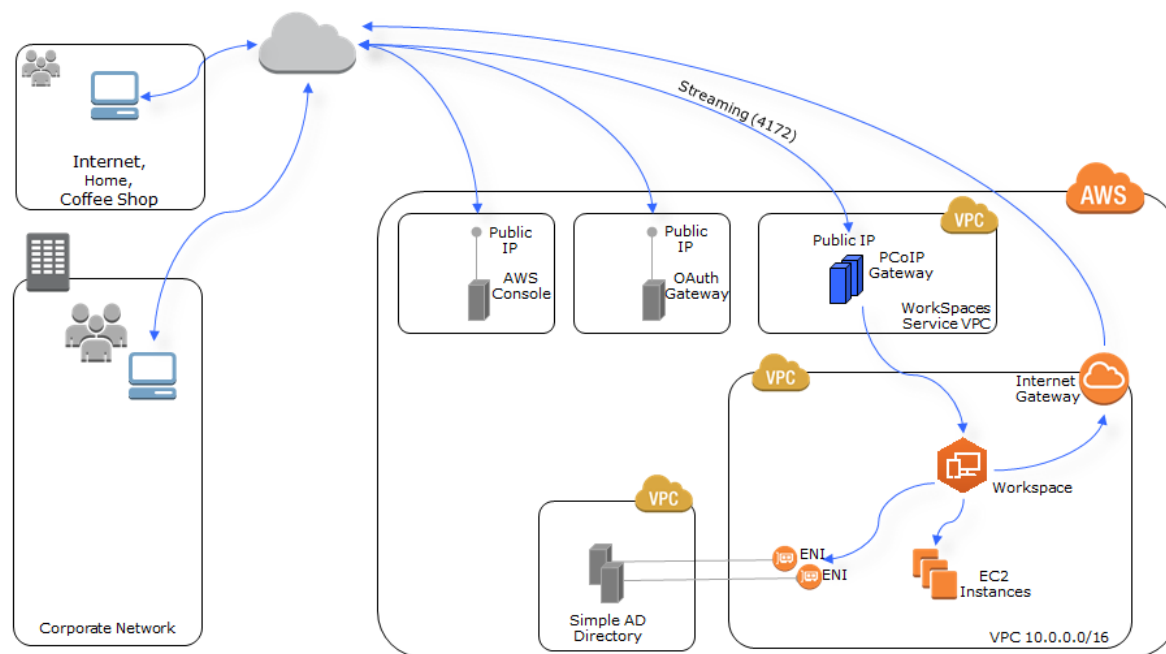 Internet,
Home,
Coffee Shop
Corporate Network
Streaming (4172)
AWS
Public
IP
AWS
Console
Public
IP
OAuth
Gateway
VPC
Public IP
PCoIP
Gateway
WorkSpaces
Service VPC
VPC
Internet
Gateway
Workspace
VPC
ENI
ENI
EC2
Instances
Simple AD
Directory
VPC 10.0.0.0/16